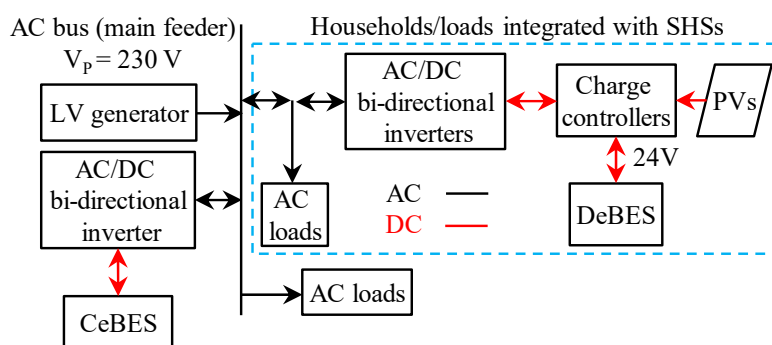 AC bus (main feeder)
V_P = 230 V
LV generator
AC/DC
bi-directional
inverter
CeBES
Households/loads integrated with SHSs
AC/DC
bi-directional
inverters
Charge
controllers
PVs
24V
AC
loads
AC
DC
DeBES
AC loads